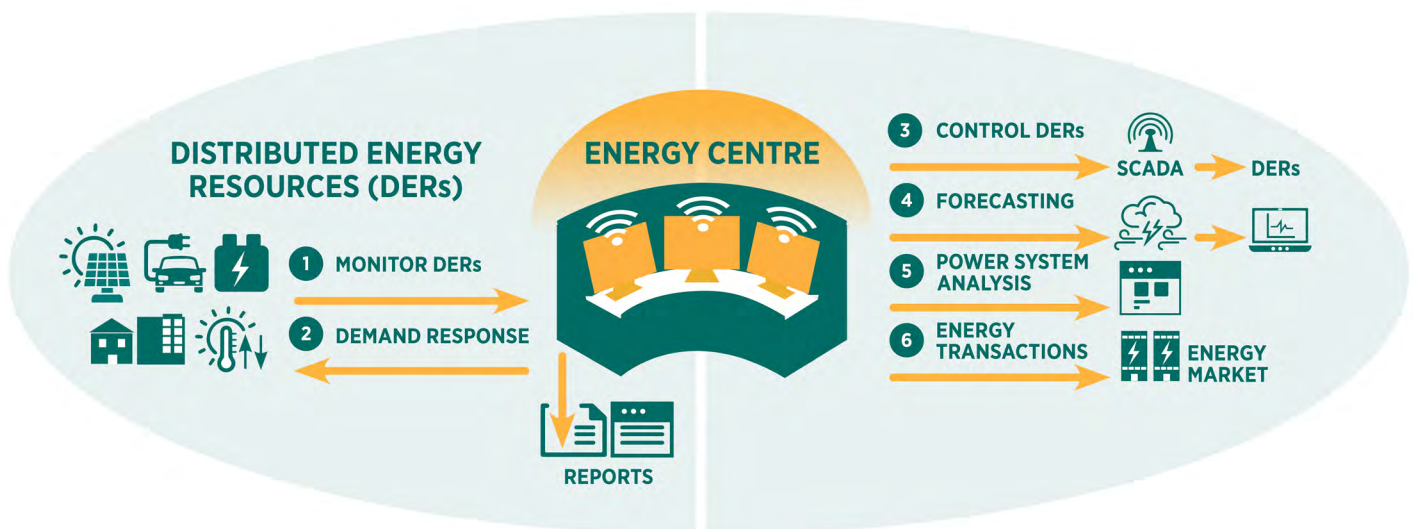 DISTRIBUTED ENERGY
RESOURCES (DERs)
1 MONITOR DERs
2 DEMAND RESPONSE
ENERGY CENTRE
REPORTS
3 CONTROL DERs
SCADA
DERs
4 FORECASTING
5 POWER SYSTEM
ANALYSIS
6 ENERGY
TRANSACTIONS
ENERGY
MARKET